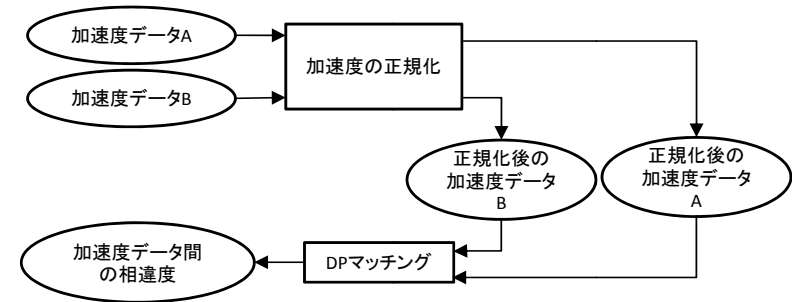 加速度データA
加速度の正規化
加速度データB
正規化後の
加速度データ
B
正規化後の
加速度データ
A
加速度データ間
の相違度
DPマッチング